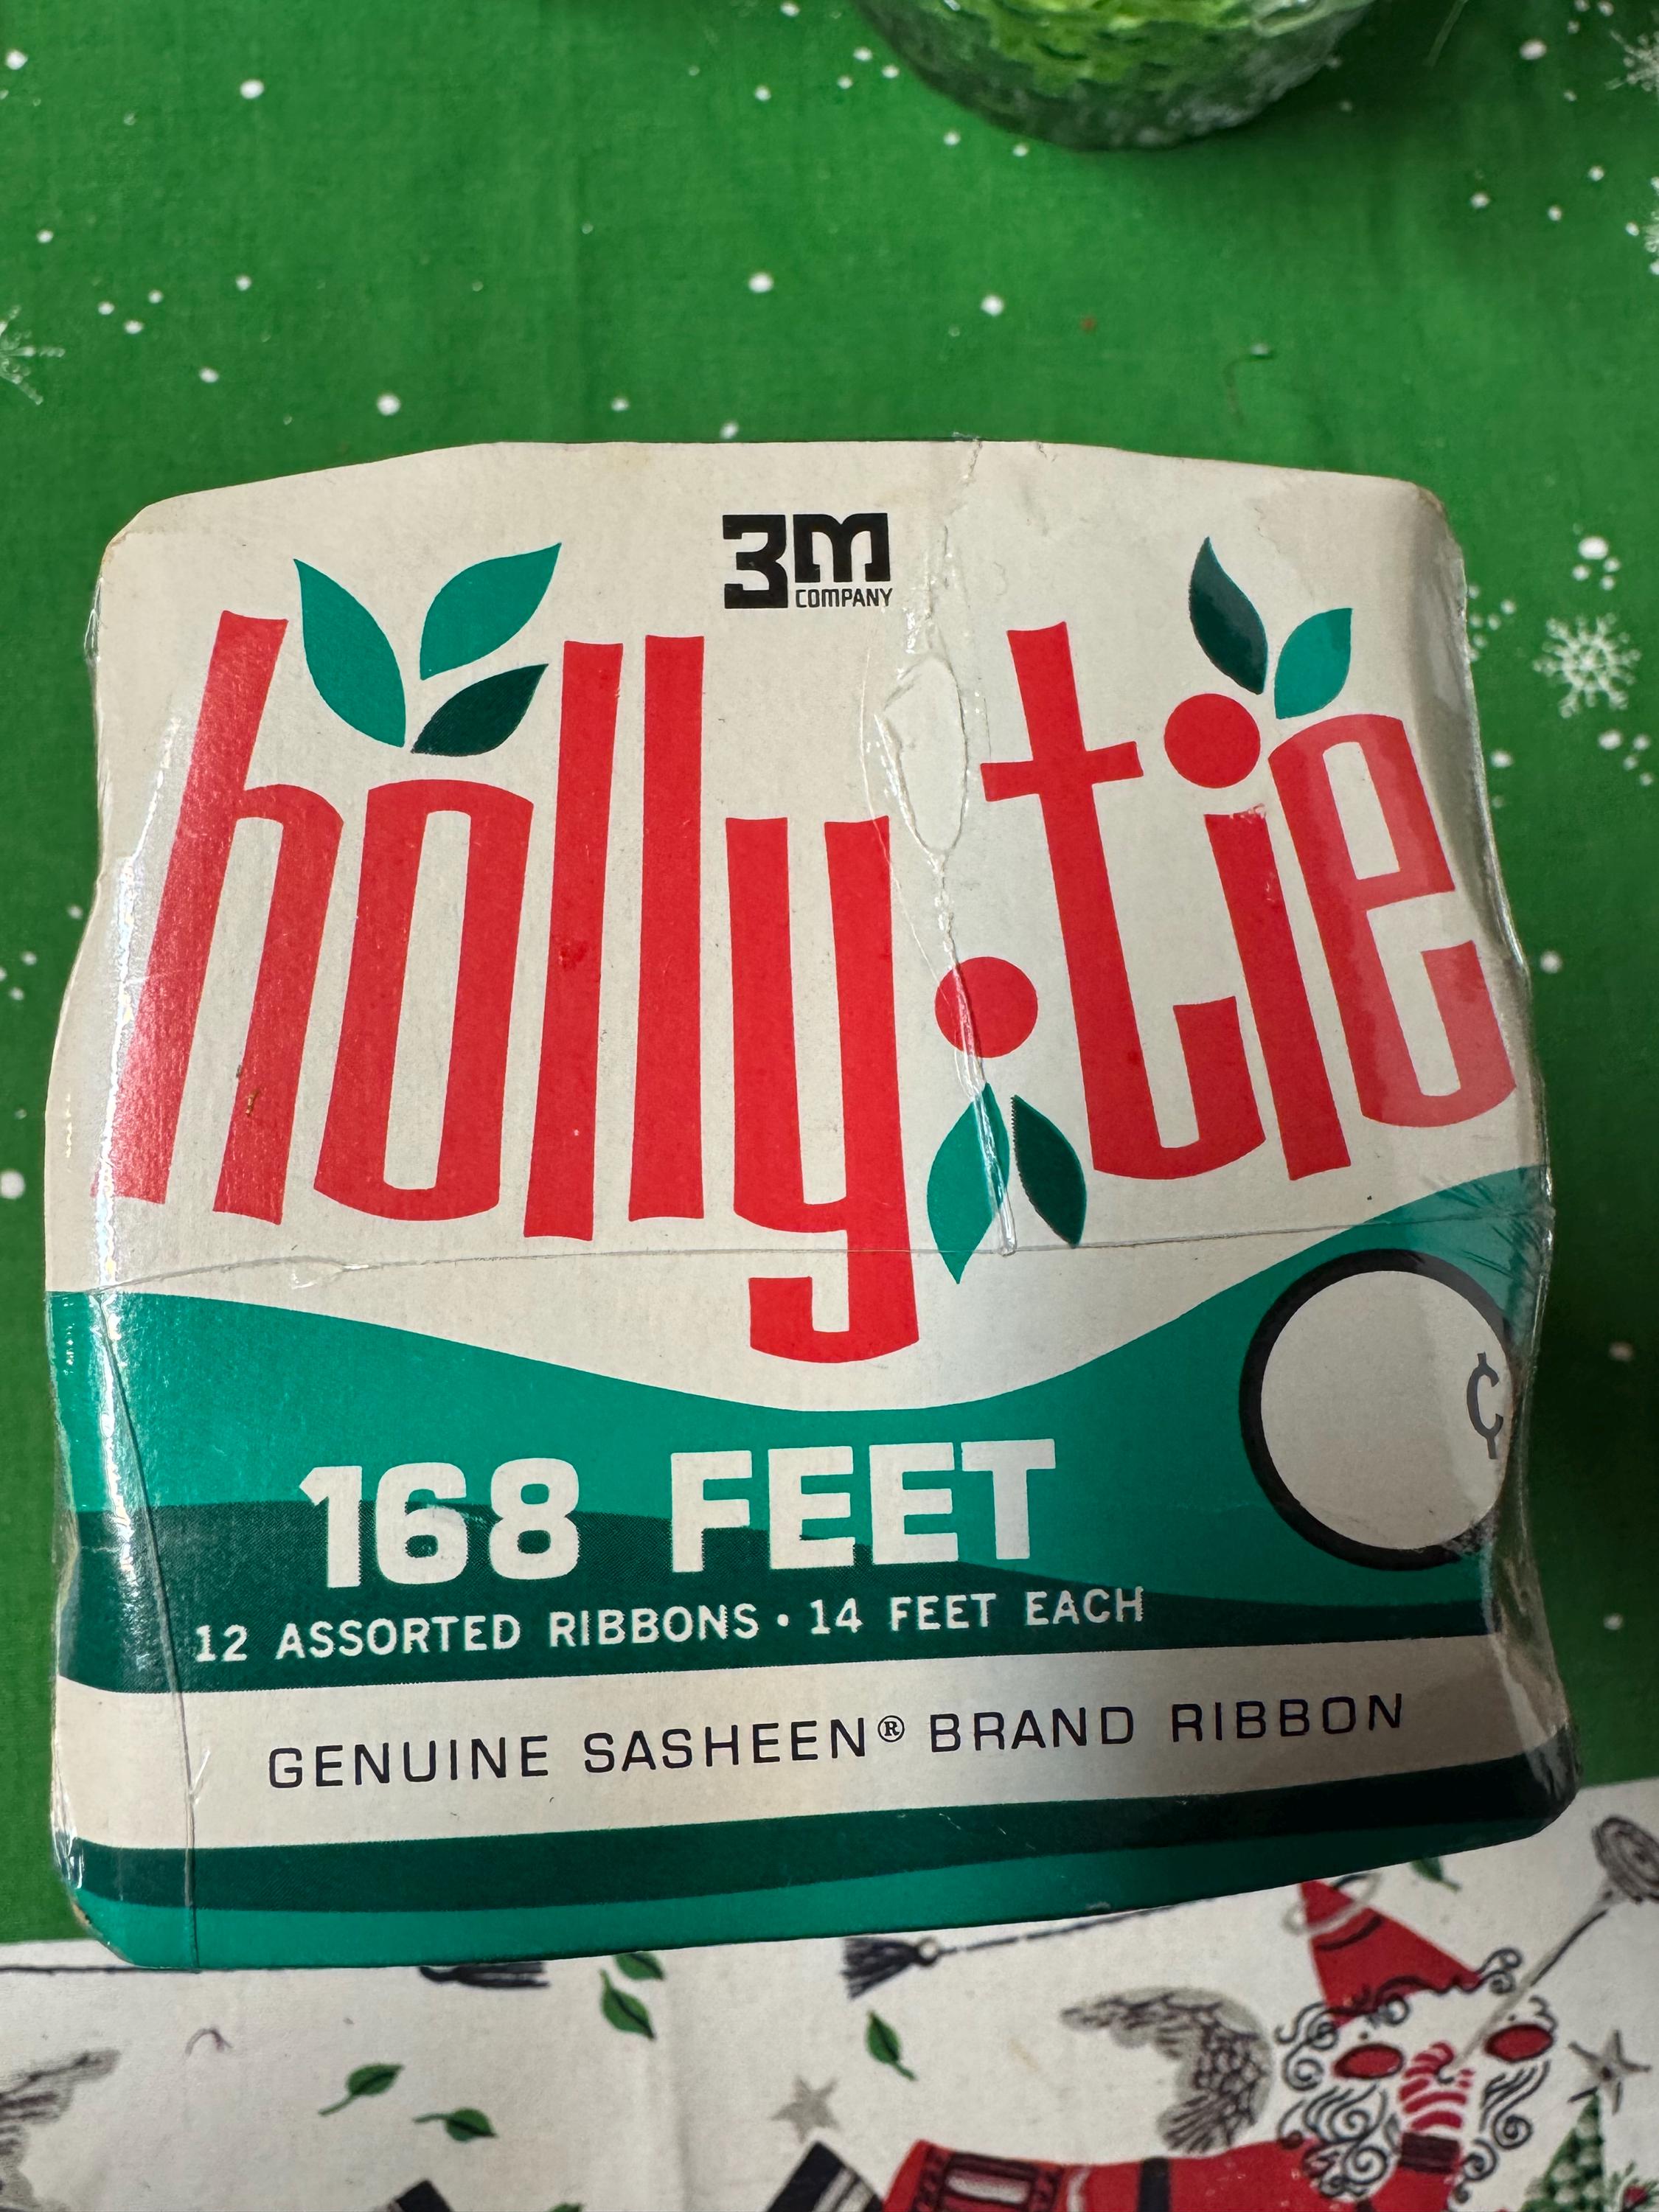 3M
COMPANY
holly·tie
¢
168 FEET
12 ASSORTED RIBBONS • 14 FEET EACH
GENUINE SASHEEN® BRAND RIBBON